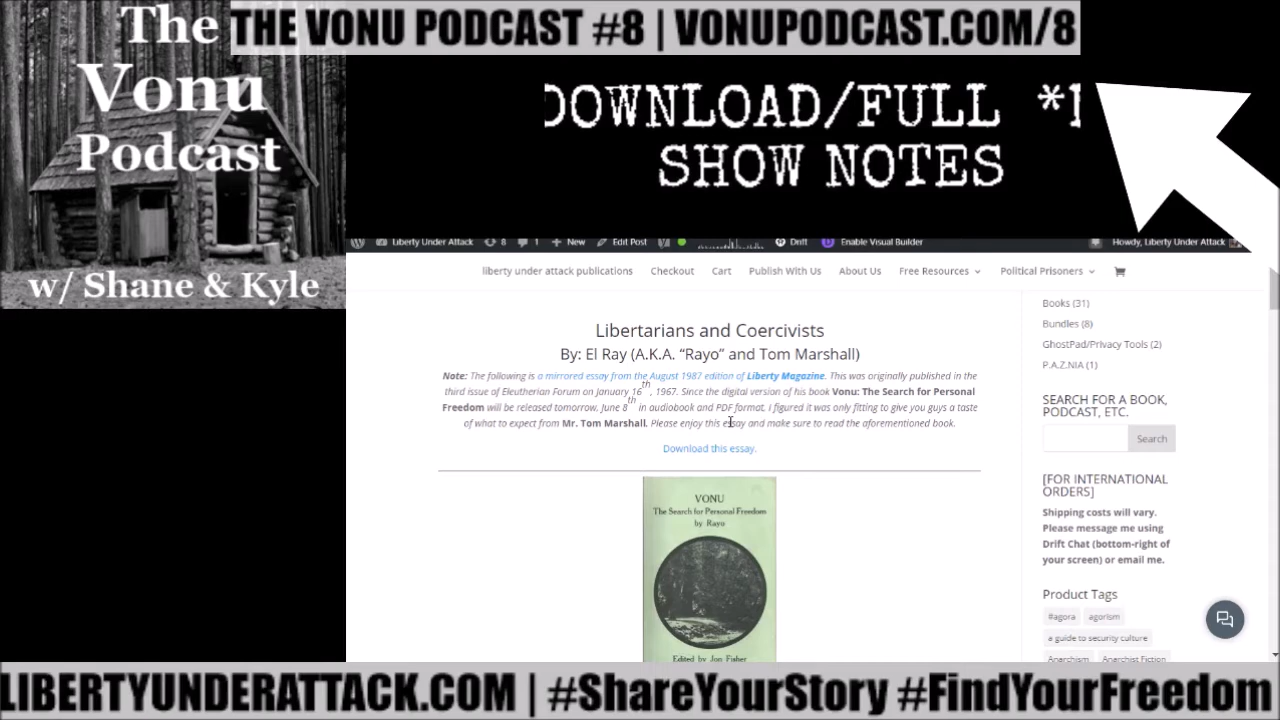 The
Vonu
Podcast
w/ Shane & Kyle
THE VONU PODCAST #8 | VONUPODCAST.COM/8
DOWNLOAD/FULL
SHOW NOTES
Liberty Under Attack 8 1 New Edit Post Drift Enable Visual Builder Howdy, Liberty Under Attack
liberty under attack publications Checkout Cart Publish With Us About Us Free Resources Political Prisoners
Libertarians and Coercivists
By: El Ray (A.K.A. “Rayo” and Tom Marshall)
Note: The following is a mirrored essay from the August 1987 edition of Liberty Magazine. This was originally published in the
third issue of Eleutherian Forum on January 16th, 1967. Since the digital version of his book Vonu: The Search for Personal
Freedom will be released tomorrow, June 8th in audiobook and PDF format, I figured it was only fitting to give you guys a taste
of what to expect from Mr. Tom Marshall. Please enjoy this essay and make sure to read the aforementioned book.
Download this essay.
VONU
The Search for Personal Freedom
by Rayo
Edited by Jon Fisher
Books (31)
Bundles (8)
GhostPad/Privacy Tools (2)
P.A.Z.NIA (1)
SEARCH FOR A BOOK,
PODCAST, ETC.
Search
[FOR INTERNATIONAL
ORDERS]
Shipping costs will vary.
Please message me using
Drift Chat (bottom-right of
your screen) or email me.
Product Tags
#agora agorism
a guide to security culture
Anarchism Anarchist Fiction
LIBERTYUNDERATTACK.COM | #ShareYourStory #FindYourFreedom